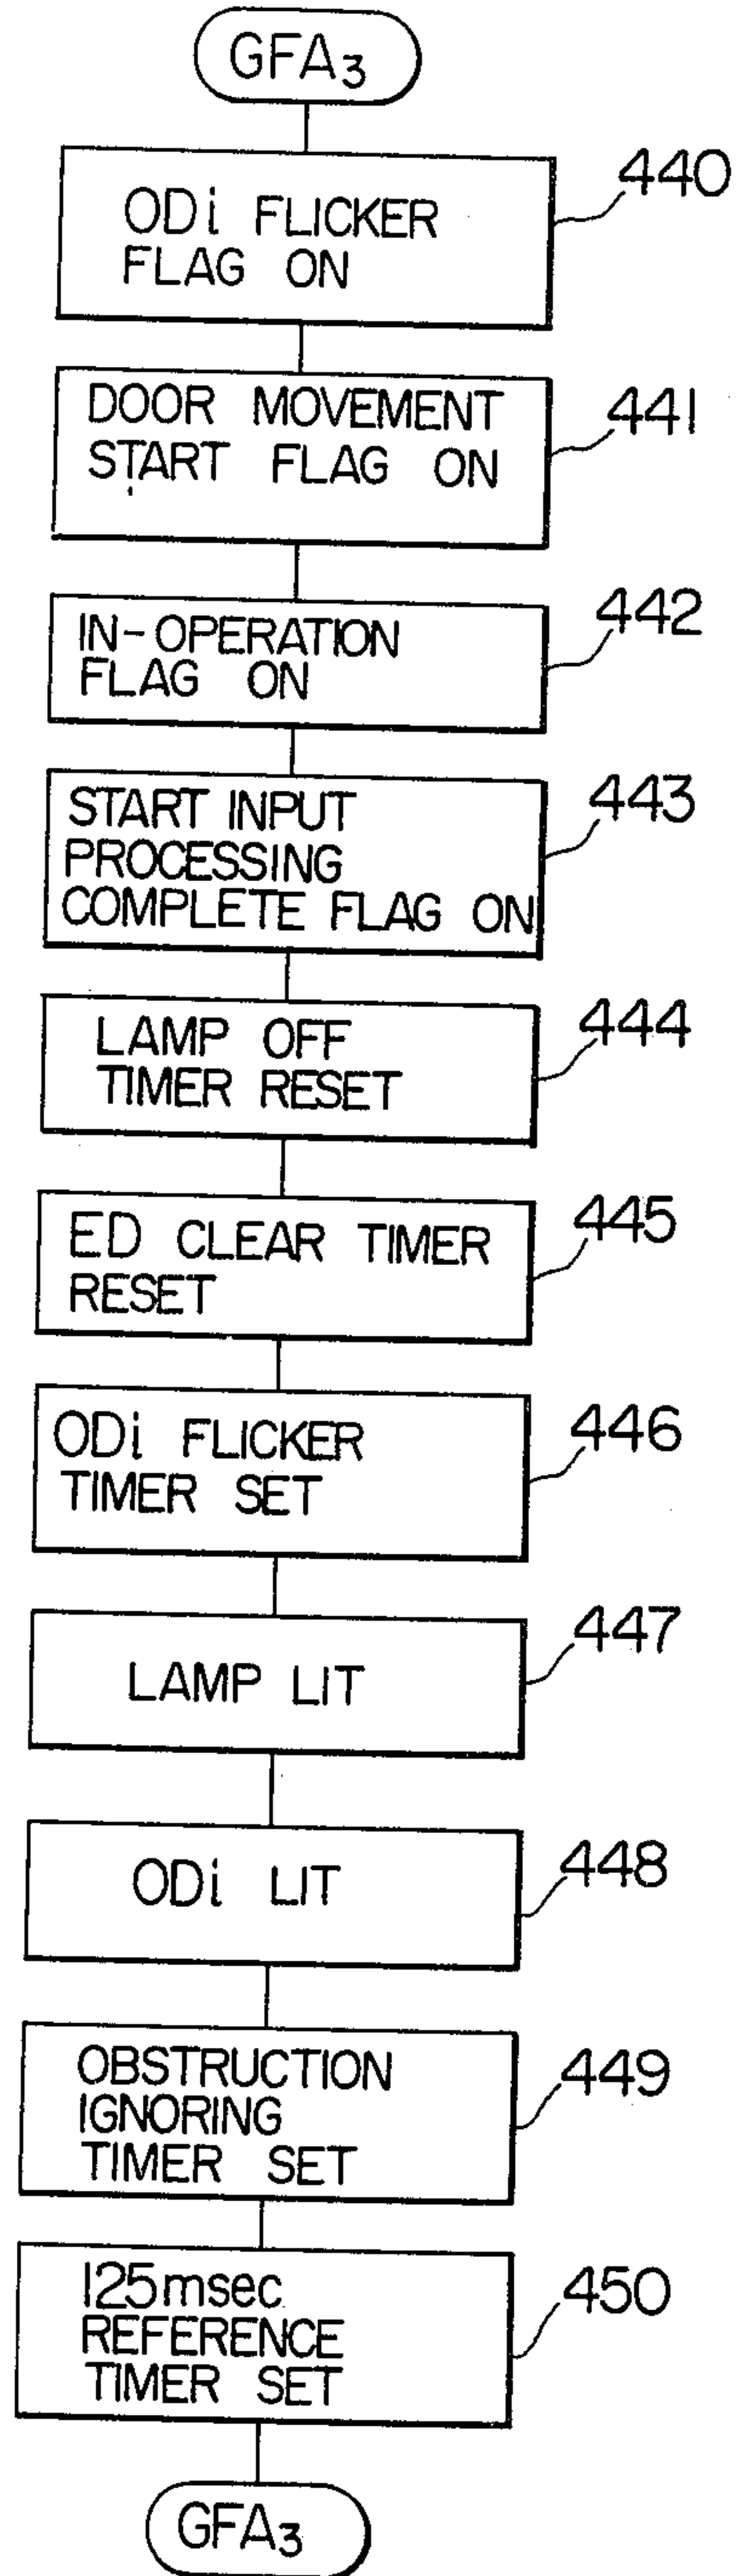 GFA3
ODi FLICKER
FLAG ON
440
DOOR MOVEMENT
START FLAG ON
441
IN-OPERATION
FLAG ON
442
START INPUT
PROCESSING
COMPLETE FLAG ON
443
LAMP OFF
TIMER RESET
444
ED CLEAR TIMER
RESET
445
ODi FLICKER
TIMER SET
446
LAMP LIT
447
ODi LIT
448
OBSTRUCTION
IGNORING
TIMER SET
449
125msec
REFERENCE
TIMER SET
450
GFA3